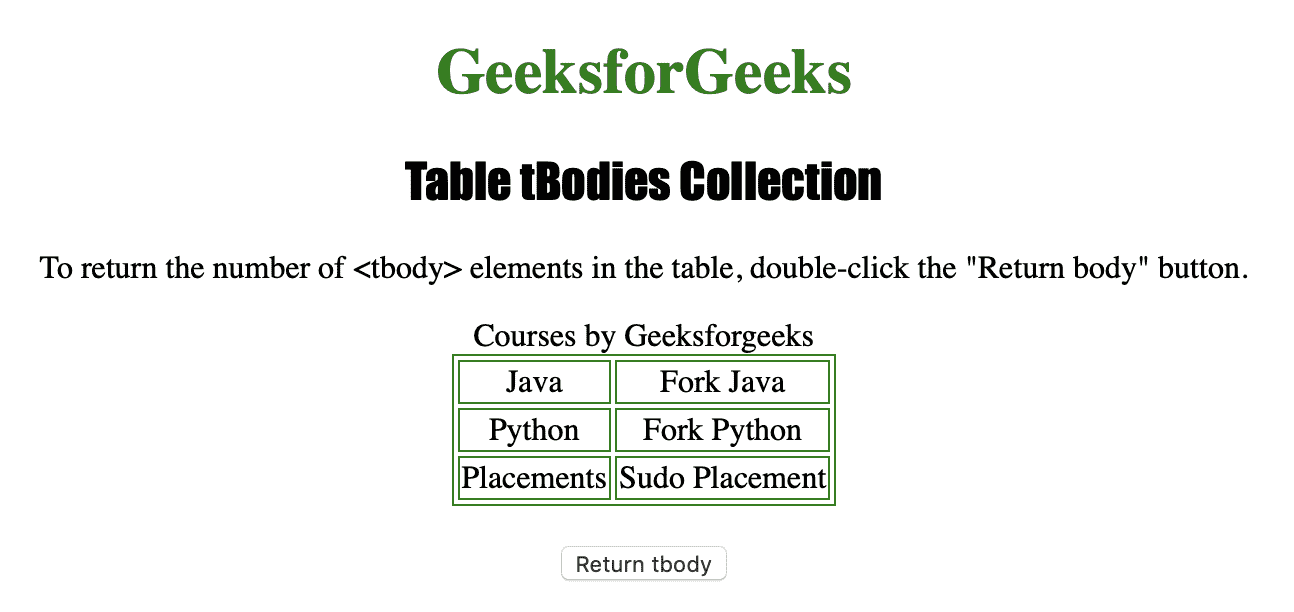 GeeksforGeeks
Table tBodies Collection
To return the number of <tbody> elements in the table, double-click the "Return body" button.
Courses by Geeksforgeeks
Java Fork Java
Python Fork Python
Placements Sudo Placement
Return tbody